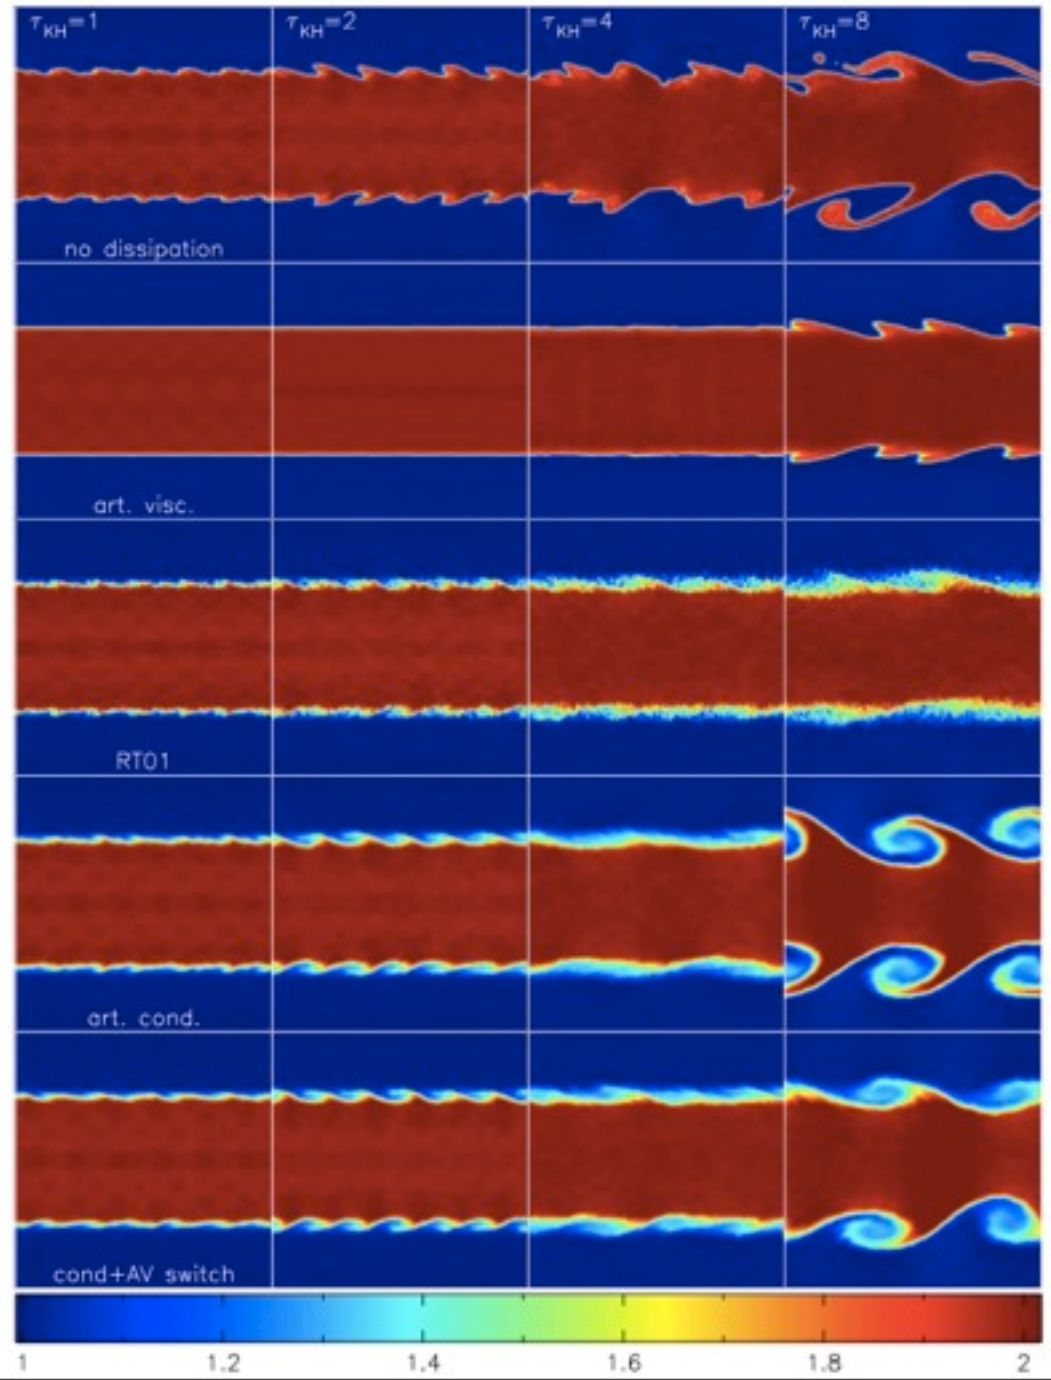 τKH=1 τKH=2 τKH=4 τKH=8
no dissipation
art. visc.
RT01
art. cond.
cond+AV switch
1 1.2 1.4 1.6 1.8 2